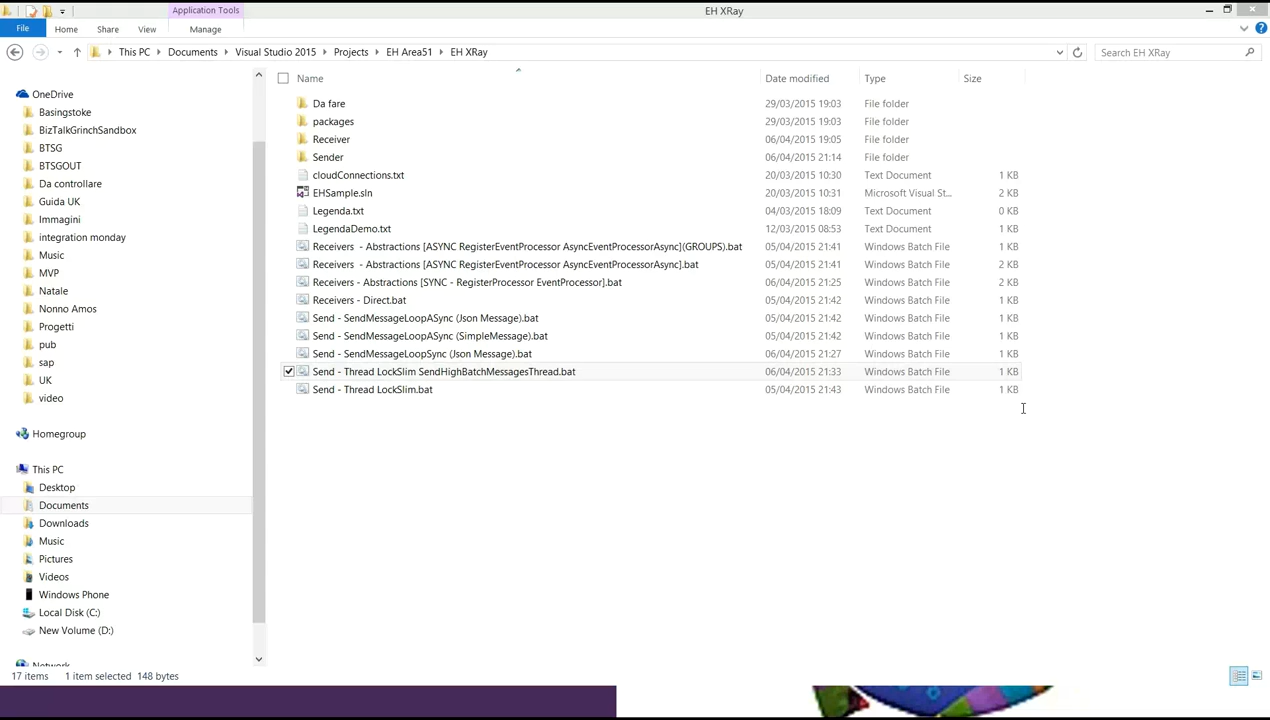 Application Tools
EH XRay
File Home Share View Manage
This PC Documents Visual Studio 2015 Projects EH Area51 EH XRay
Search EH XRay
Name Date modified Type Size
OneDrive
Basingstoke
BizTalkGrinchSandbox
BTSG
BTSGOUT
Da controllare
Guida UK
Immagini
integration monday
Music
MVP
Natale
Nonno Amos
Progetti
pub
sap
UK
video
Homegroup
This PC
Desktop
Documents
Downloads
Music
Pictures
Videos
Windows Phone
Local Disk (C:)
New Volume (D:)
Network
Da fare 29/03/2015 19:03 File folder
packages 29/03/2015 19:03 File folder
Receiver 06/04/2015 19:05 File folder
Sender 06/04/2015 21:14 File folder
cloudConnections.txt 20/03/2015 10:30 Text Document 1 KB
EHSample.sln 20/03/2015 10:31 Microsoft Visual St... 2 KB
Legenda.txt 04/03/2015 18:09 Text Document 0 KB
LegendaDemo.txt 12/03/2015 08:53 Text Document 1 KB
Receivers - Abstractions [ASYNC RegisterEventProcessor AsyncEventProcessorAsync](GROUPS).bat 05/04/2015 21:41 Windows Batch File 1 KB
Receivers - Abstractions [ASYNC RegisterEventProcessor AsyncEventProcessorAsync].bat 05/04/2015 21:41 Windows Batch File 2 KB
Receivers - Abstractions [SYNC - RegisterProcessor EventProcessor].bat 06/04/2015 21:25 Windows Batch File 2 KB
Receivers - Direct.bat 05/04/2015 21:42 Windows Batch File 1 KB
Send - SendMessageLoopASync (Json Message).bat 05/04/2015 21:42 Windows Batch File 1 KB
Send - SendMessageLoopASync (SimpleMessage).bat 05/04/2015 21:42 Windows Batch File 1 KB
Send - SendMessageLoopSync (Json Message).bat 06/04/2015 21:27 Windows Batch File 1 KB
Send - Thread LockSlim SendHighBatchMessagesThread.bat 06/04/2015 21:33 Windows Batch File 1 KB
Send - Thread LockSlim.bat 05/04/2015 21:43 Windows Batch File 1 KB
17 items 1 item selected 148 bytes